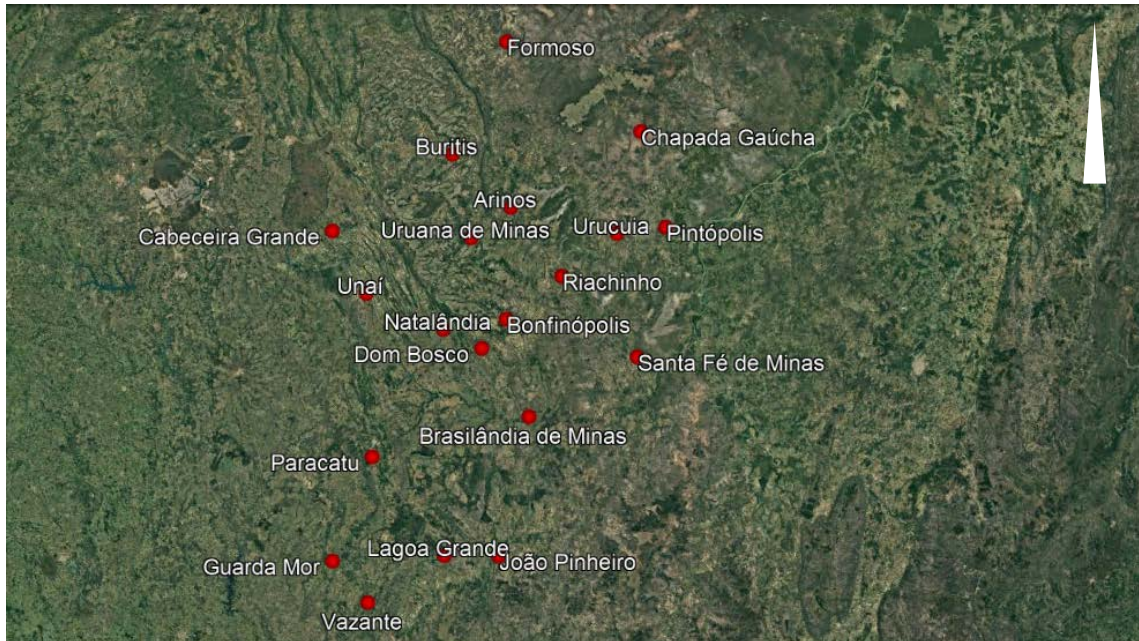 Formoso
Chapada Gaúcha
Buritis
Arinos
Cabeceira Grande
Uruana de Minas
Urucuia
Pintópolis
Unaí
Riachinho
Natalândia
Bonfinópolis
Dom Bosco
Santa Fé de Minas
Brasilândia de Minas
Paracatu
Guarda Mor
Lagoa Grande
João Pinheiro
Vazante